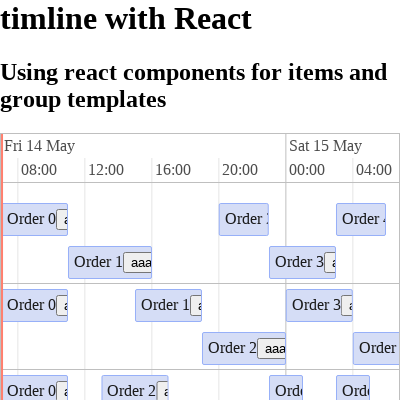 timline with React
Using react components for items and
group templates
Fri 14 May
Sat 15 May
08:00 12:00 16:00 20:00 00:00 04:00
Order 0 Order Order
Order 1 aaa Order 3
Order 0 Order 1 Order 3
Order 2 aaa Order
Order 0 Order 2